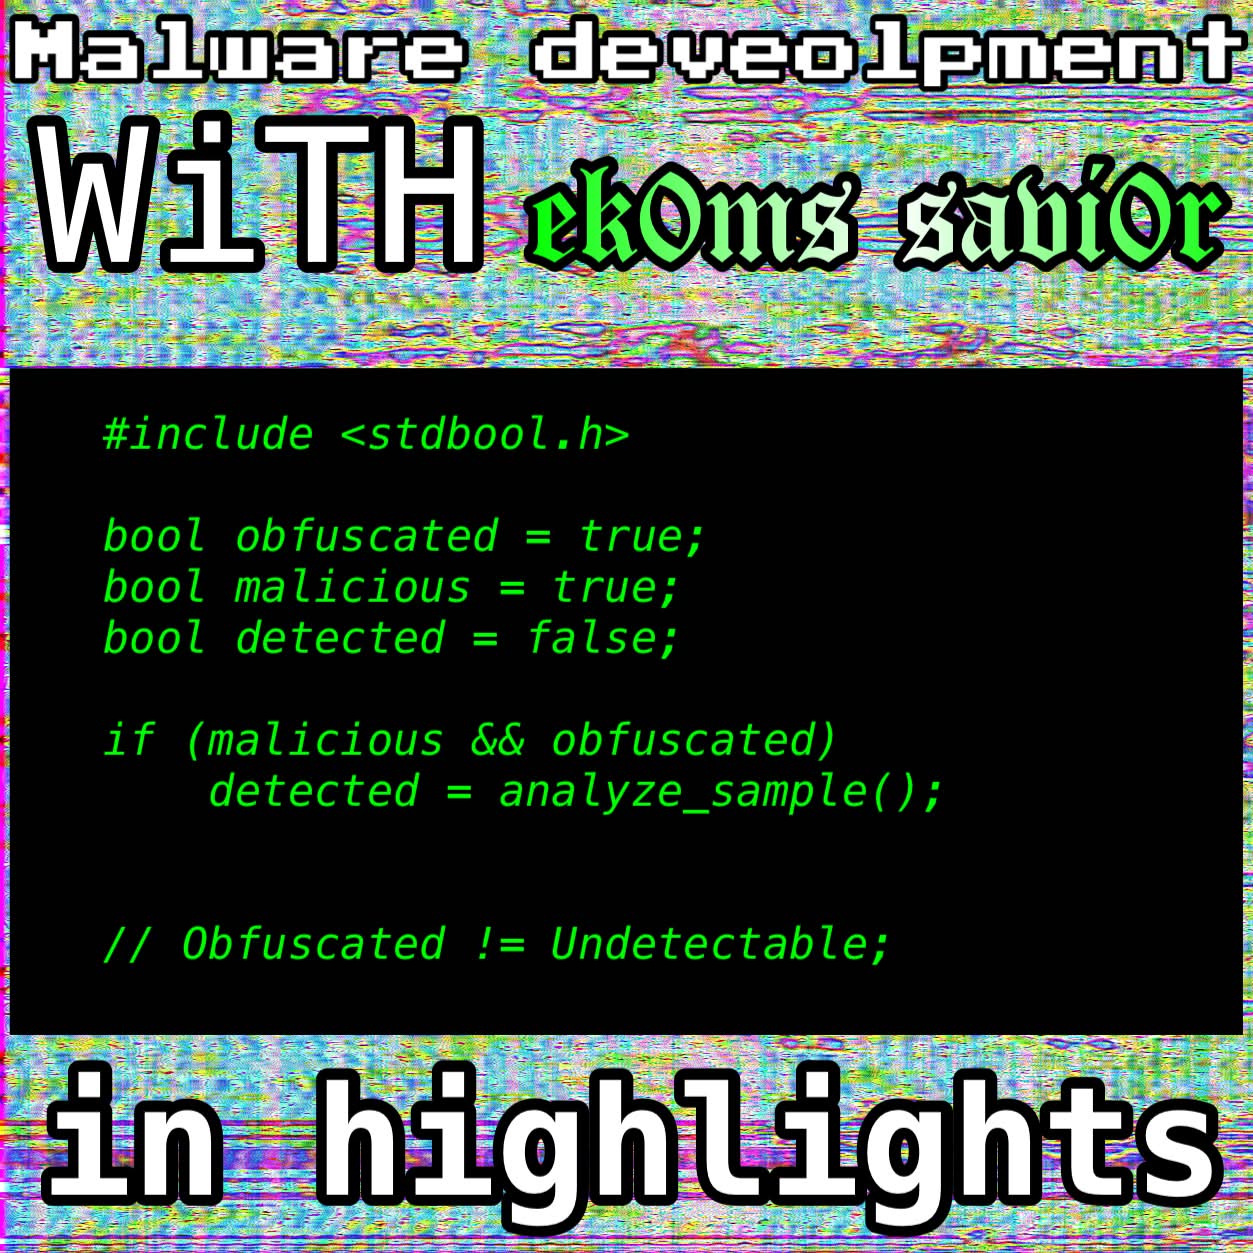 Malware deveolpment
WiTH ek0ms saví0r
#include <stdbool.h>
bool obfuscated = true;
bool malicious = true;
bool detected = false;
if (malicious && obfuscated)
detected = analyze_sample();
// Obfuscated != Undetectable;
in highlights